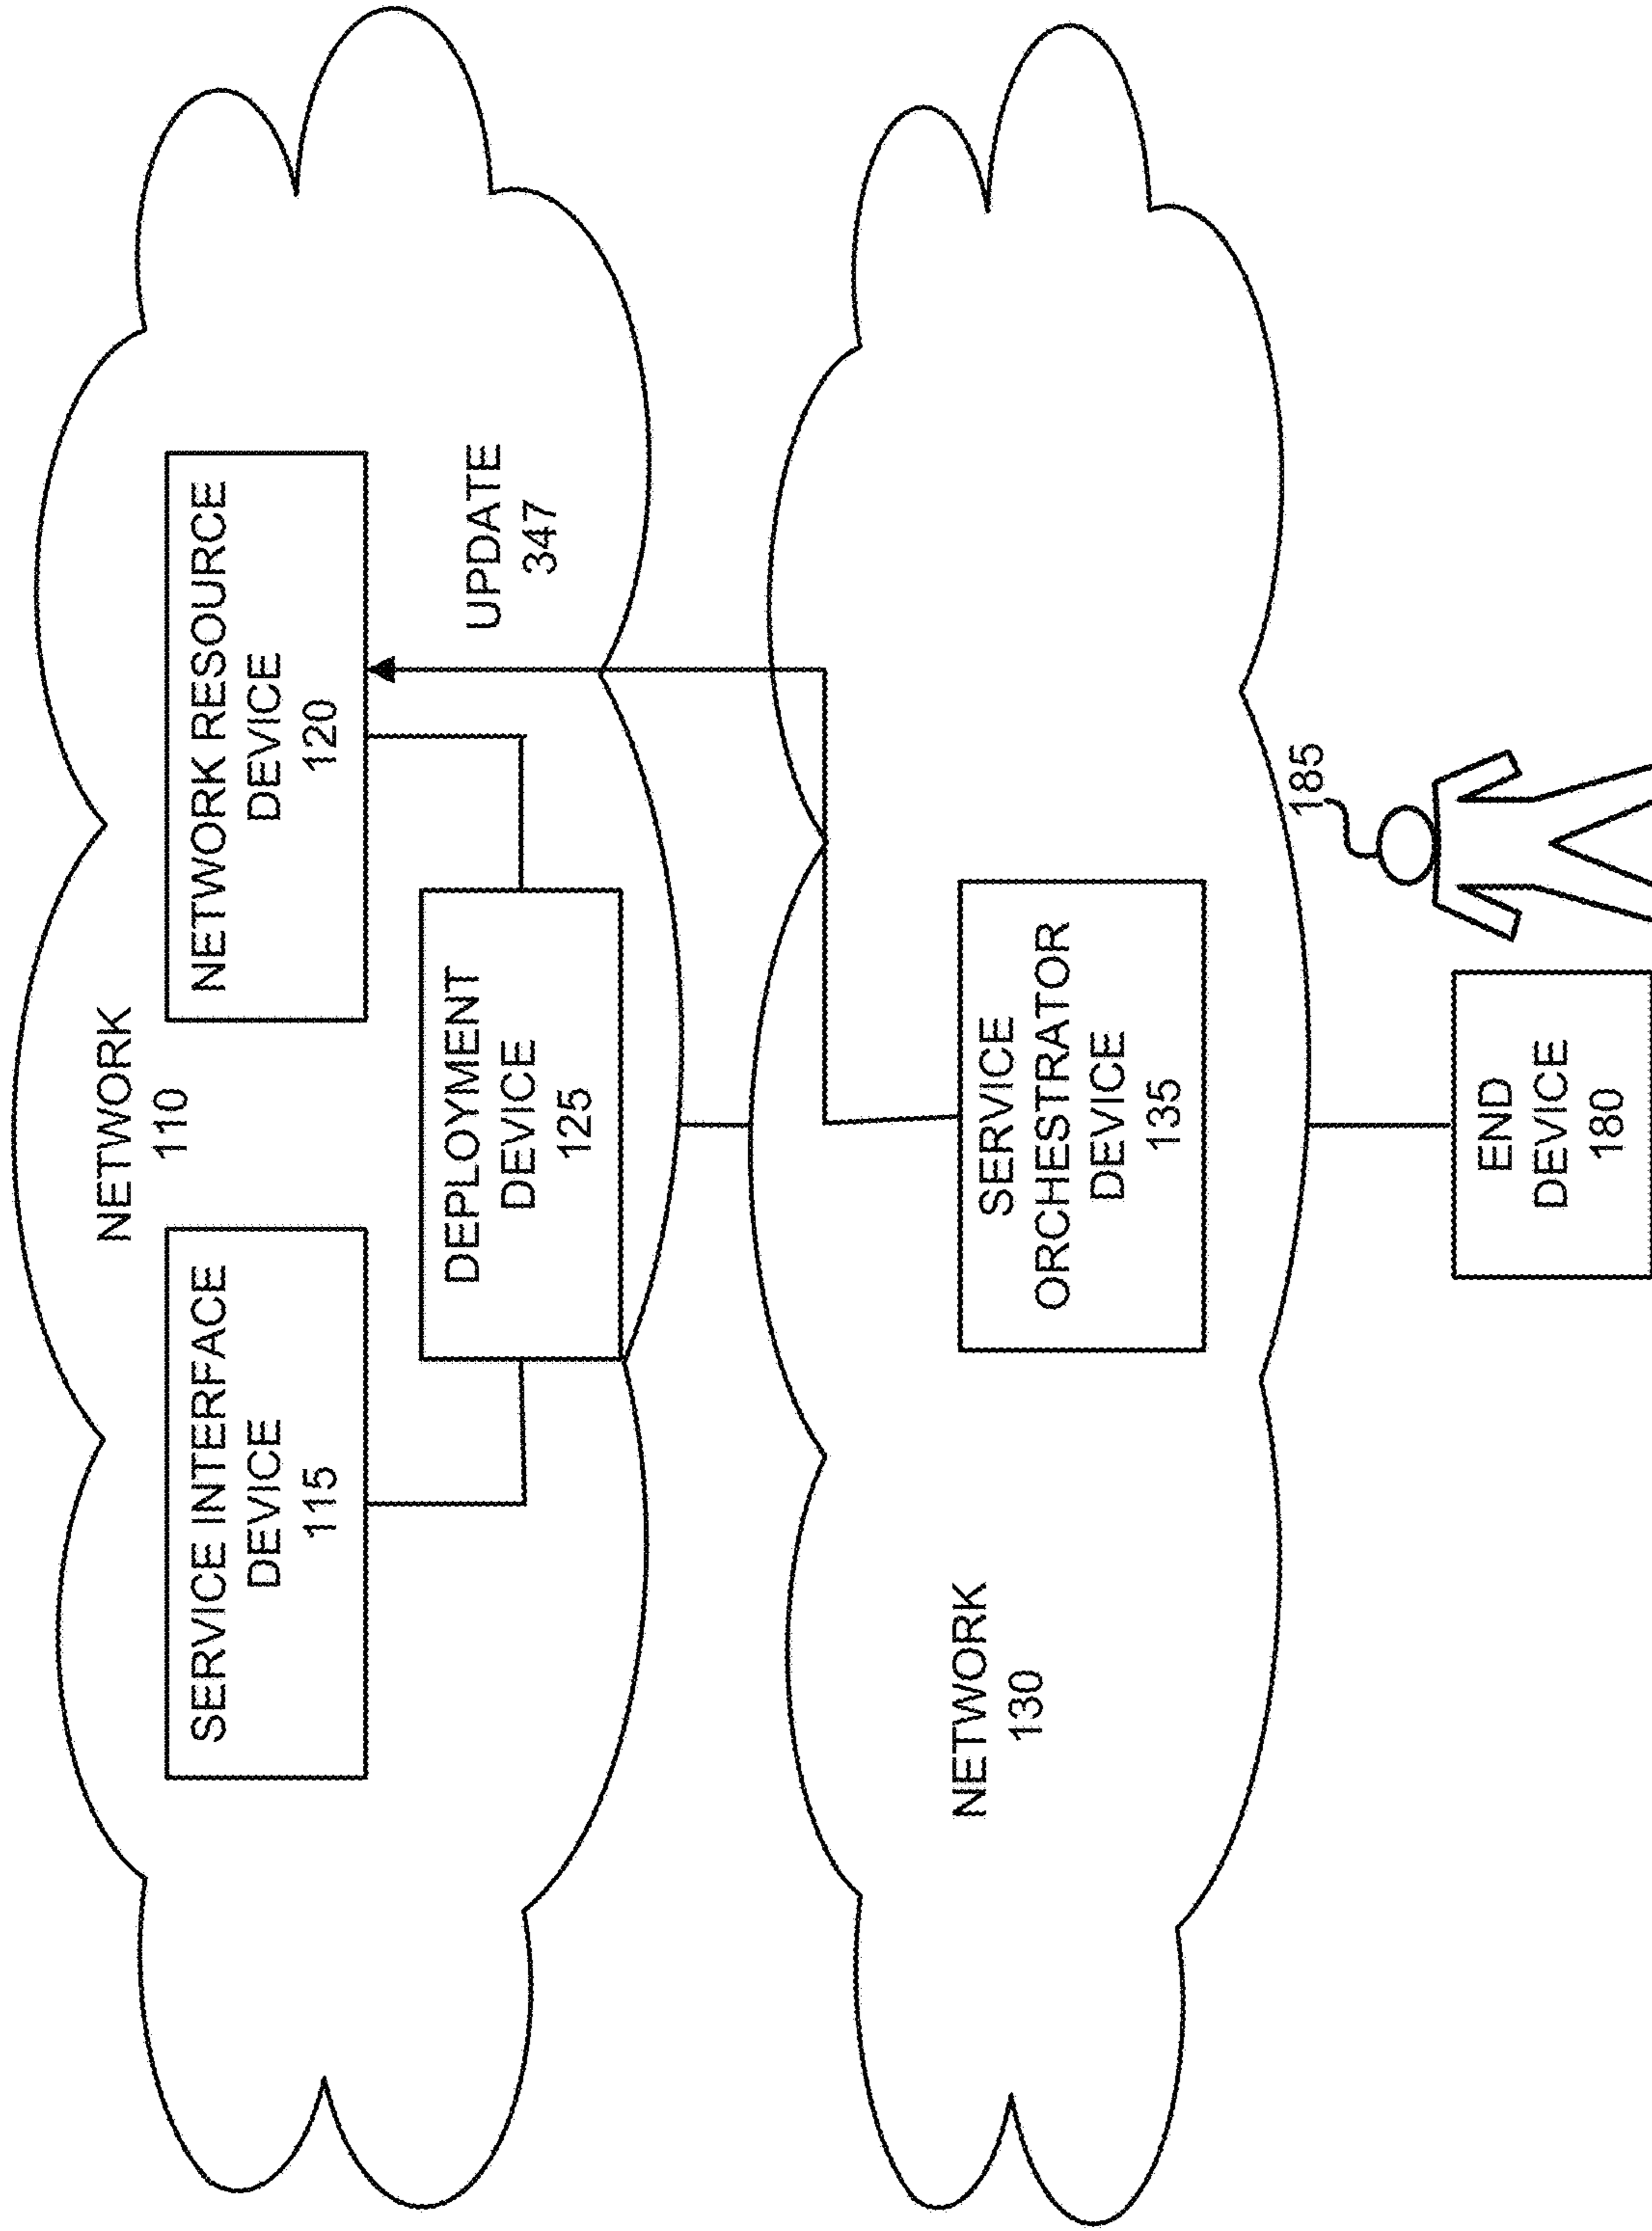 NETWORK
110
SERVICE INTERFACE
DEVICE
115
NETWORK RESOURCE
DEVICE
120
DEPLOYMENT
DEVICE
125
UPDATE
347
NETWORK
130
SERVICE
ORCHESTRATOR
DEVICE
135
185
END
DEVICE
180